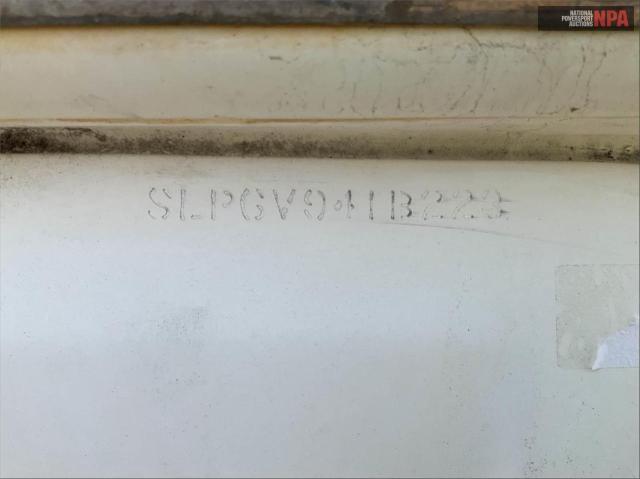 NATIONAL
POWERSPORT
AUCTIONS
NPA
SLPGV941B223